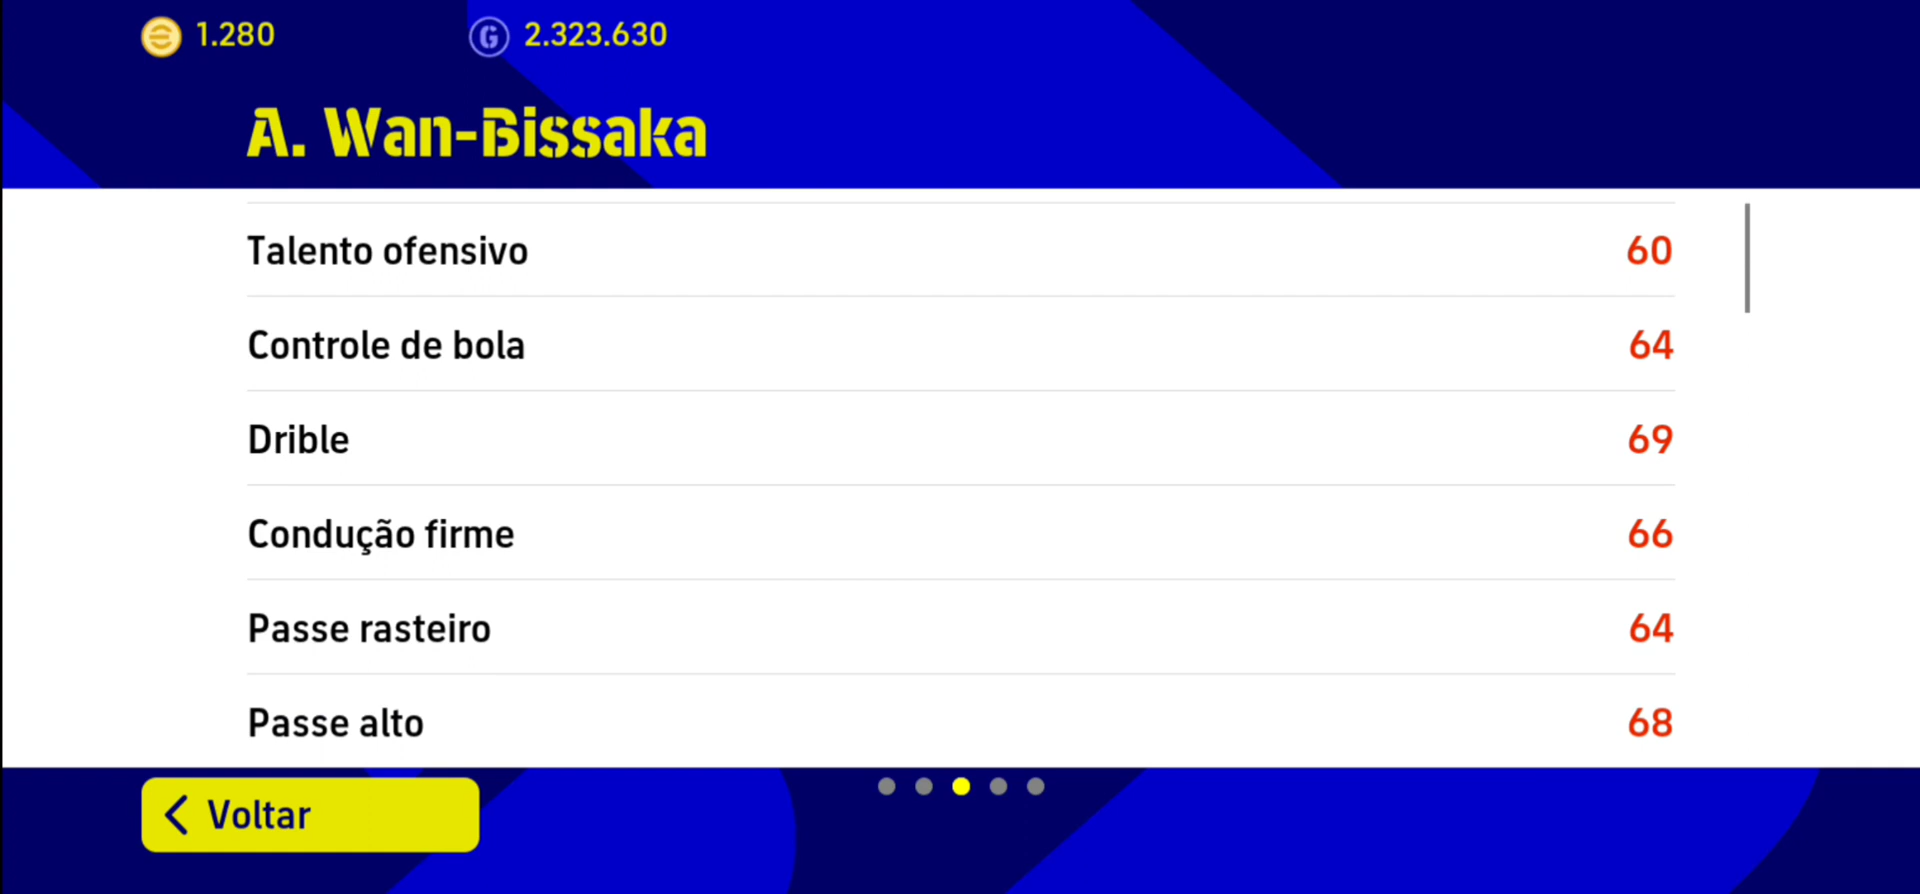 1.280 2.323.630
A. Wan-Bissaka
Talento ofensivo 60
Controle de bola 64
Drible 69
Condução firme 66
Passe rasteiro 64
Passe alto 68
Voltar